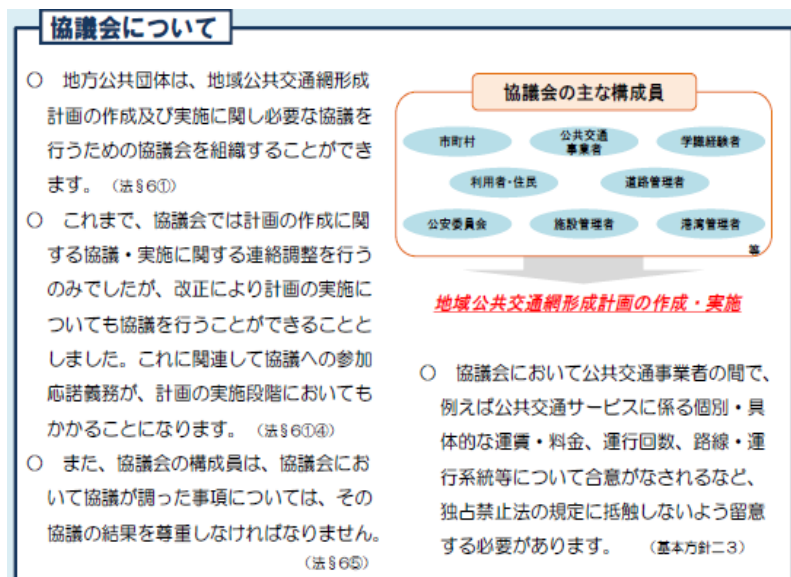 協議会について
○ 地方公共団体は、地域公共交通網形成
計画の作成及び実施に関し必要な協議を
行うための協議会を組織することができ
ます。（法§6①）
○ これまで、協議会では計画の作成に関
する協議・実施に関する連絡調整を行う
のみでしたが、改正により計画の実施に
ついても協議を行うことができることと
しました。これに関連して協議への参加
応諾義務が、計画の実施段階においても
かかることになります。（法§6①④）
○ また、協議会の構成員は、協議会にお
いて協議が調った事項については、その
協議の結果を尊重しなければなりません。
（法§6⑤）
協議会の主な構成員
市町村 公共交通事業者 学識経験者
利用者・住民 道路管理者
公安委員会 施設管理者 港湾管理者
等
地域公共交通網形成計画の作成・実施
○ 協議会において公共交通事業者の間で、
例えば公共交通サービスに係る個別・具
体的な運賃・料金、運行回数、路線・運
行系統等について合意がなされるなど、
独占禁止法の規定に抵触しないよう留意
する必要があります。（基本方針二3）